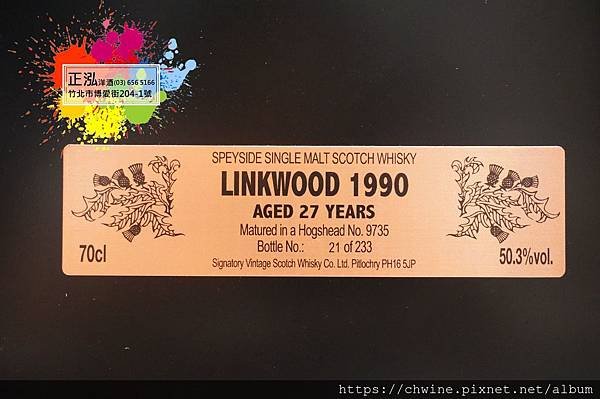 正泓洋酒(03) 656 5166
竹北市博愛街204-1號
SPEYSIDE SINGLE MALT SCOTCH WHISKY
LINKWOOD 1990
AGED 27 YEARS
Matured in a Hogshead No. 9735
Bottle No.: 21 of 233
70cl
50.3%vol.
Signatory Vintage Scotch Whisky Co. Ltd. Pitlochry PH16 5JP
https://chwine.pixnet.net/album